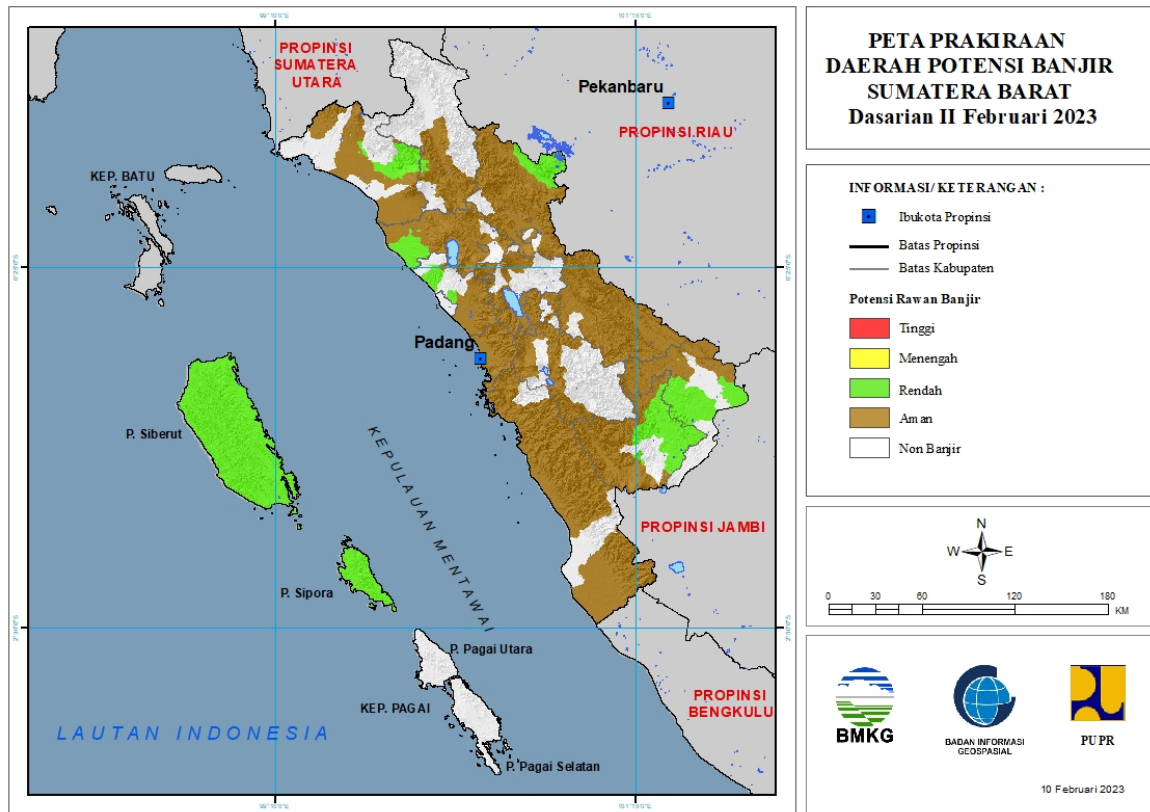 PROPINSI
SUMATERA
UTARA
Pekanbaru
PROPINSI RIAU
KEP. BATU
Padang
P. Siberut
KEPULAUAN MENTAWAI
PROPINSI JAMBI
P. Sipora
P. Pagai Utara
KEP. PAGAI
PROPINSI
BENGKULU
LAUTAN INDONESIA
P. Pagai Selatan
PETA PRAKIRAAN
DAERAH POTENSI BANJIR
SUMATERA BARAT
Dasarian II Februari 2023
INFORMASI/ KETERANGAN :
Ibukota Propinsi
Batas Propinsi
Batas Kabupaten
Potensi Rawan Banjir
Tinggi
Menengah
Rendah
Aman
Non Banjir
N
W E
S
0 30 45 60 120 180
KM
BMKG
BADAN INFORMASI
GEOSPASIAL
PUPR
10 Februari 2023